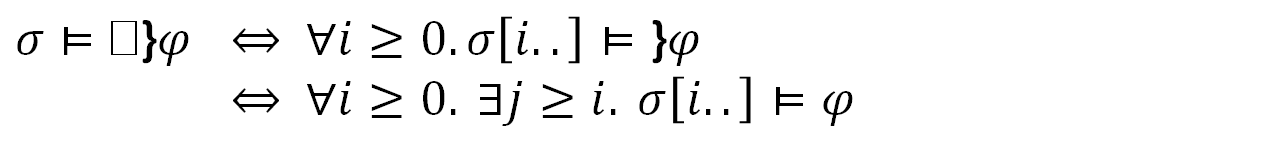 σ ⊨ □}φ ⇔ ∀i ≥ 0. σ[i..] ⊨ }φ
⇔ ∀i ≥ 0. ∃j ≥ i. σ[i..] ⊨ φ